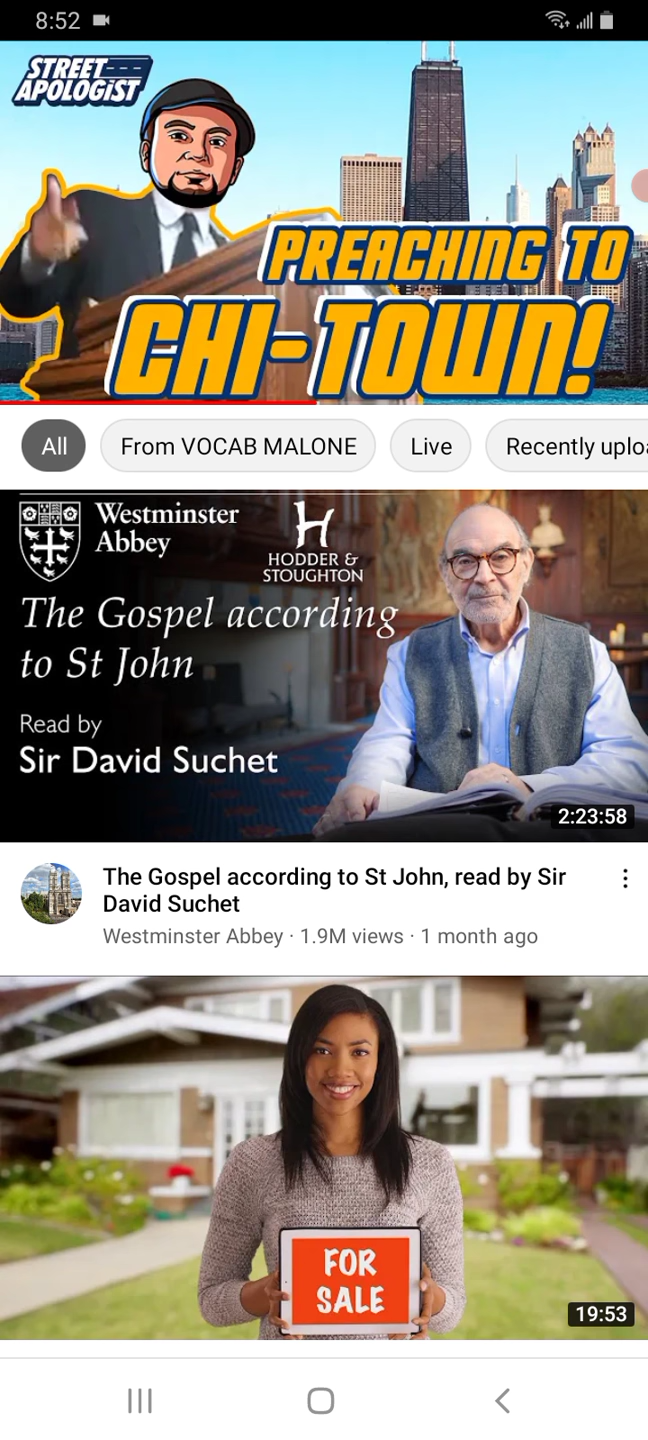 8:52
STREET
APOLOGIST
PREACHING TO
CHI-TOWN!
All
From VOCAB MALONE
Live
Recently uplo
Westminster
Abbey
HODDER &
STOUGHTON
The Gospel according
to St John
Read by
Sir David Suchet
2:23:58
The Gospel according to St John, read by Sir
David Suchet
Westminster Abbey · 1.9M views · 1 month ago
FOR
SALE
19:53